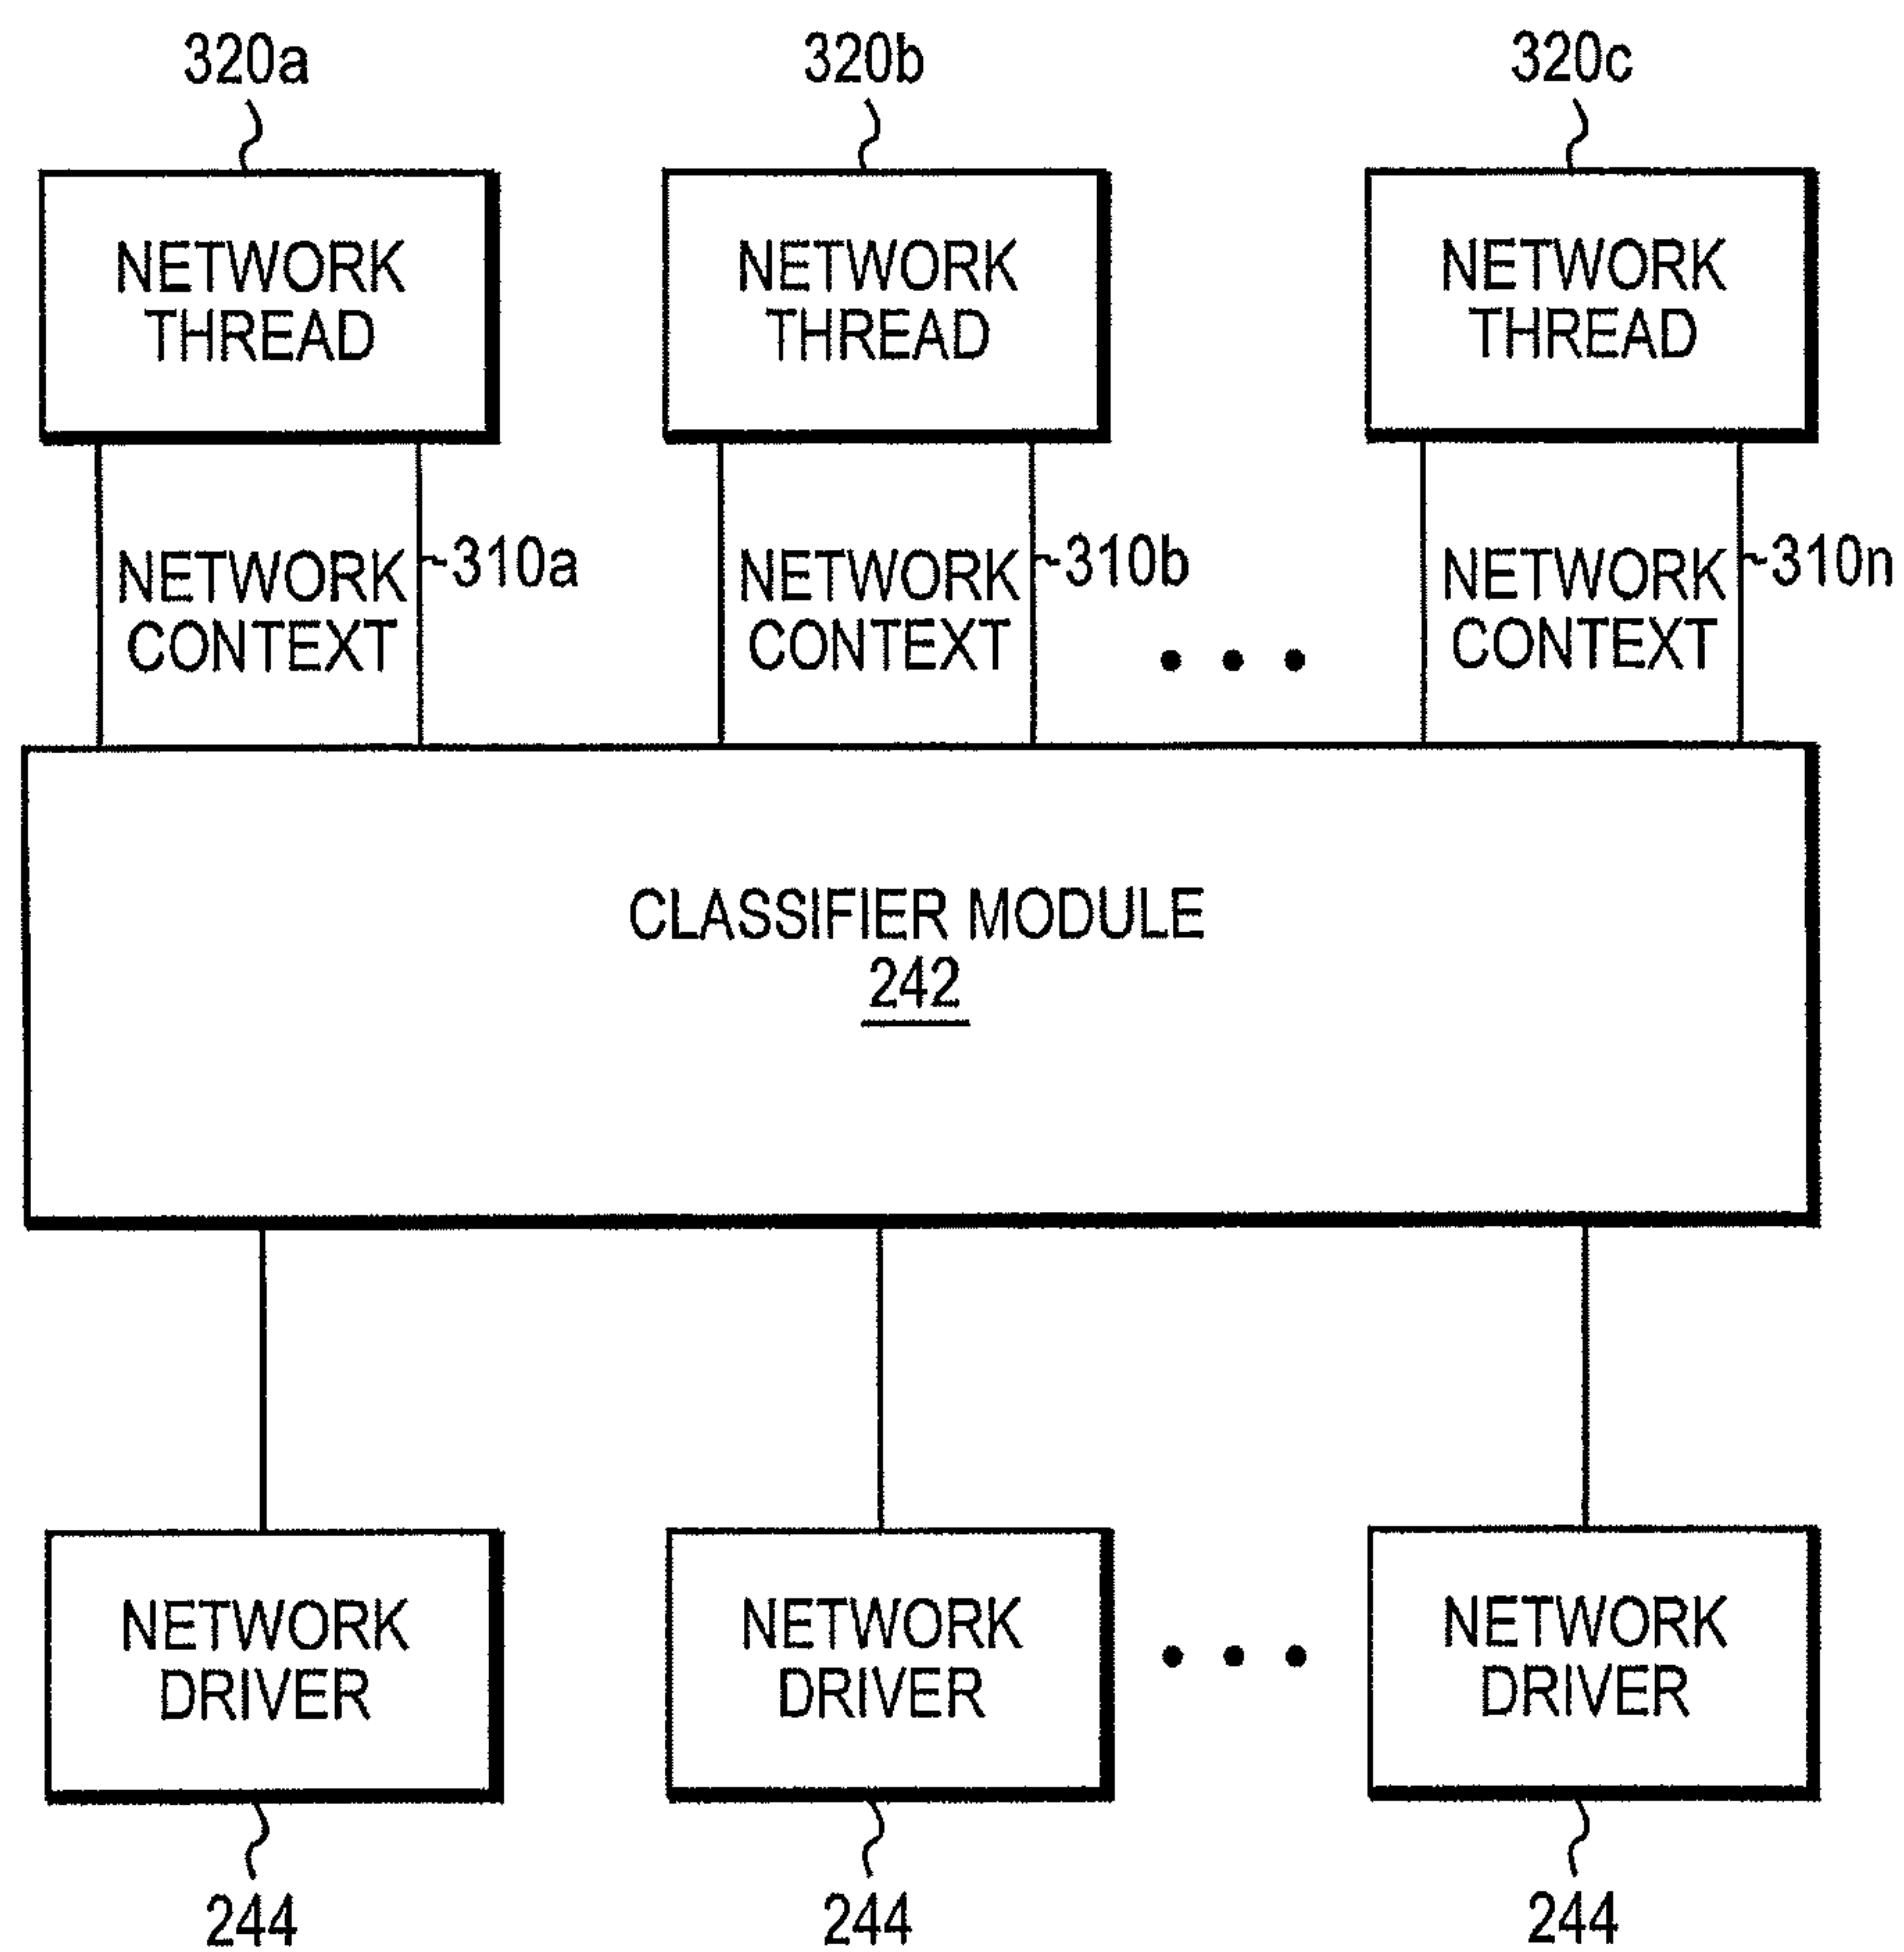 320a 320b 320c
NETWORK THREAD
NETWORK THREAD
NETWORK THREAD
NETWORK CONTEXT
310a
NETWORK CONTEXT
310b
• • •
NETWORK CONTEXT
310n
CLASSIFIER MODULE
242
NETWORK DRIVER
NETWORK DRIVER
• • •
NETWORK DRIVER
244 244 244